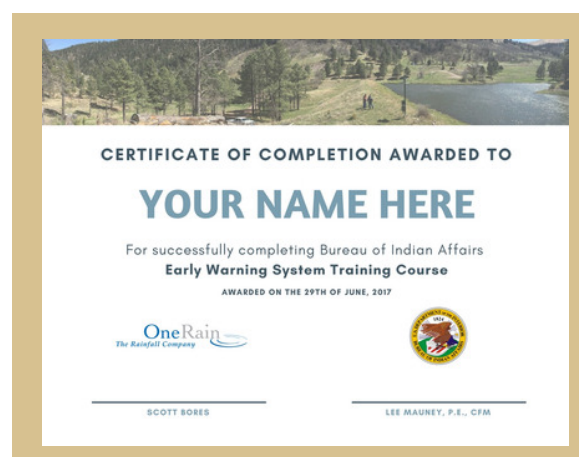 CERTIFICATE OF COMPLETION AWARDED TO
YOUR NAME HERE
For successfully completing Bureau of Indian Affairs
Early Warning System Training Course
AWARDED ON THE 29TH OF JUNE, 2017
OneRain
The Rainfall Company
SCOTT BORES
LEE MAUNEY, P.E., CFM